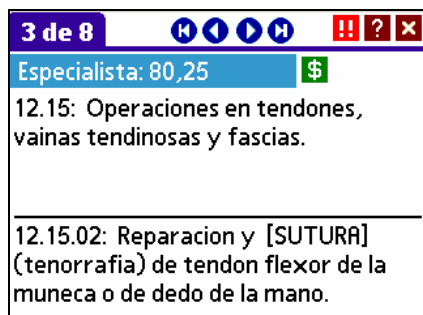 3 de 8 !! ? ×
Especialista: 80,25 $
12.15: Operaciones en tendones,
vainas tendinosas y fascias.
12.15.02: Reparacion y [SUTURA]
(tenorrafia) de tendon flexor de la
muneca o de dedo de la mano.